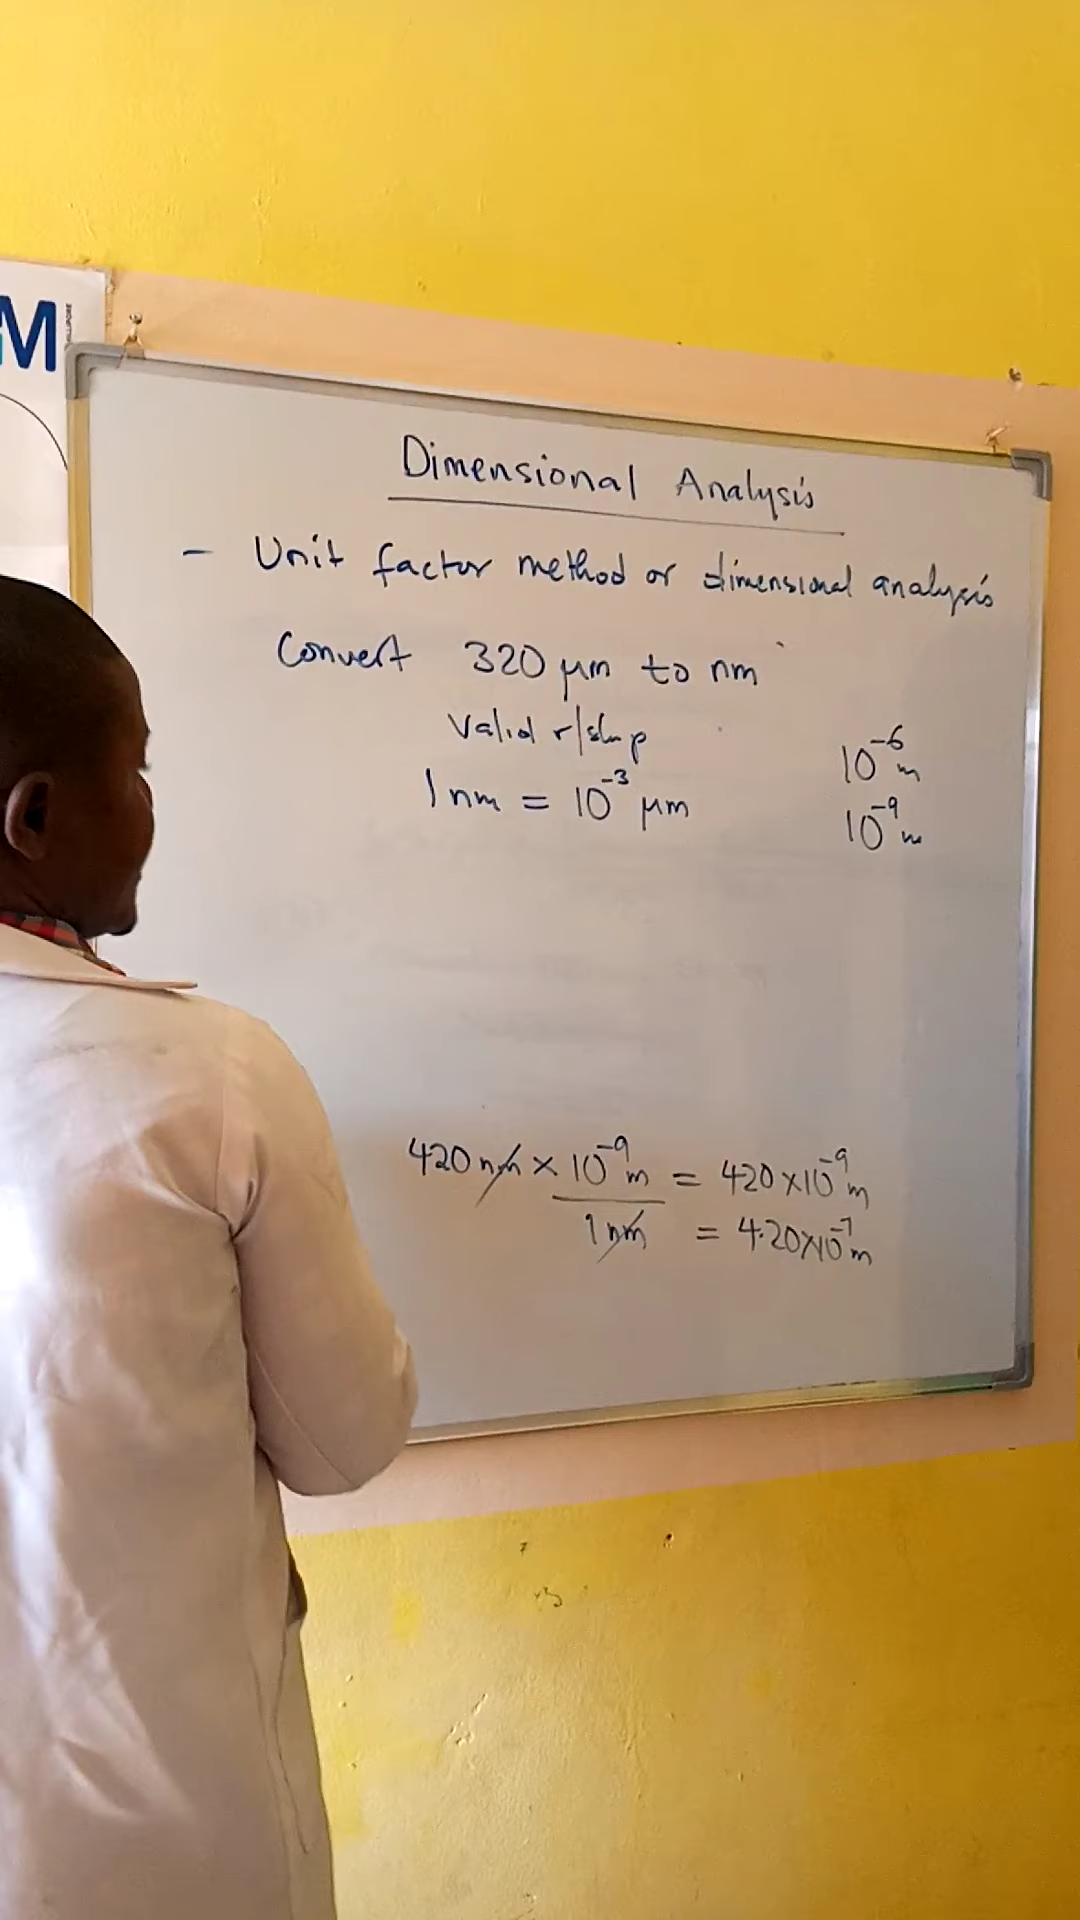 M
Dimensional Analysis
- Unit factor method or dimensional analysis
Convert 320 μm to nm
Valid r/ship
1 nm = 10⁻³ μm
10⁻⁶ m
10⁻⁹ m
420 nm × 10⁻⁹ m = 420 × 10⁻⁹ m
1 nm = 4.20 × 10⁻⁷ m